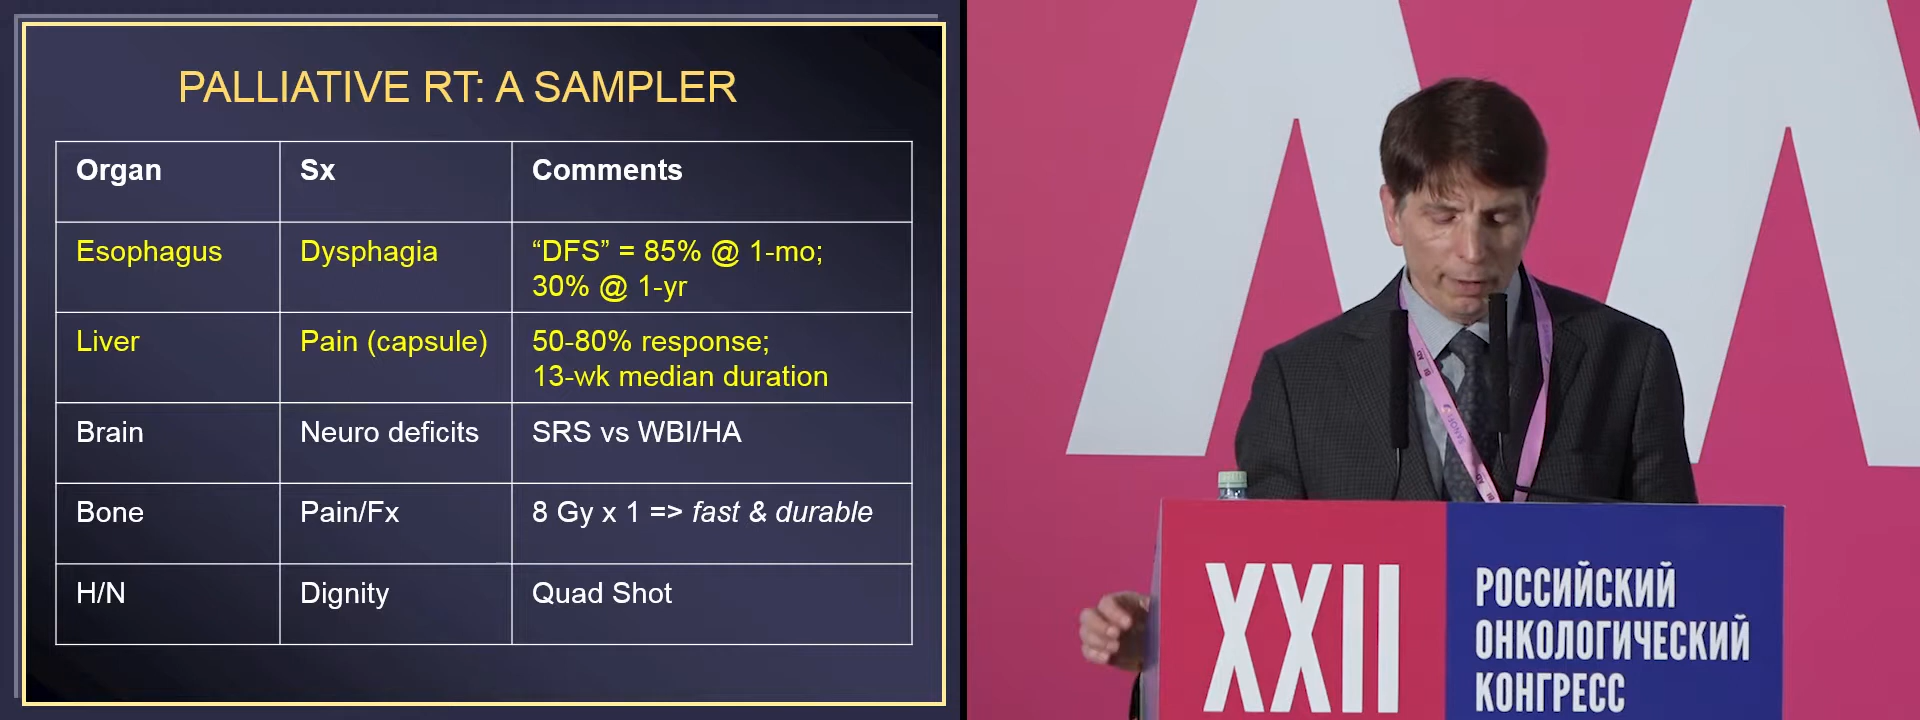 PALLIATIVE RT: A SAMPLER
Organ
Sx
Comments
Esophagus
Dysphagia
“DFS” = 85% @ 1-mo;
30% @ 1-yr
Liver
Pain (capsule)
50-80% response;
13-wk median duration
Brain
Neuro deficits
SRS vs WBI/HA
Bone
Pain/Fx
8 Gy x 1 => fast & durable
H/N
Dignity
Quad Shot
XXII
РОССИЙСКИЙ
ОНКОЛОГИЧЕСКИЙ
КОНГРЕСС